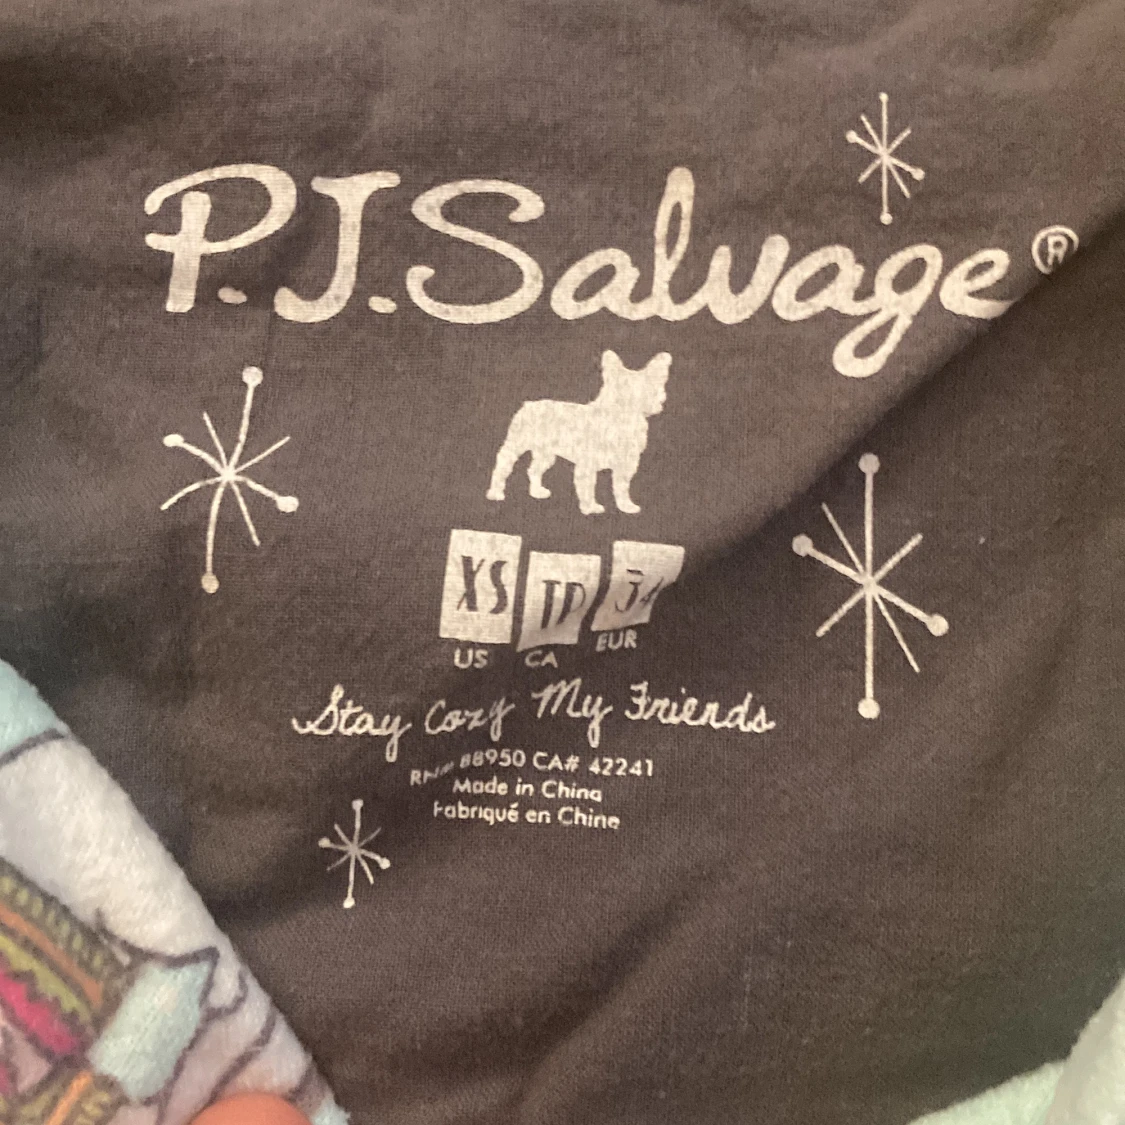 P.J.Salvage®
XS TP 34
US CA EUR
Stay Cozy My Friends
RN# 88950 CA# 42241
Made in China
Fabriqué en Chine